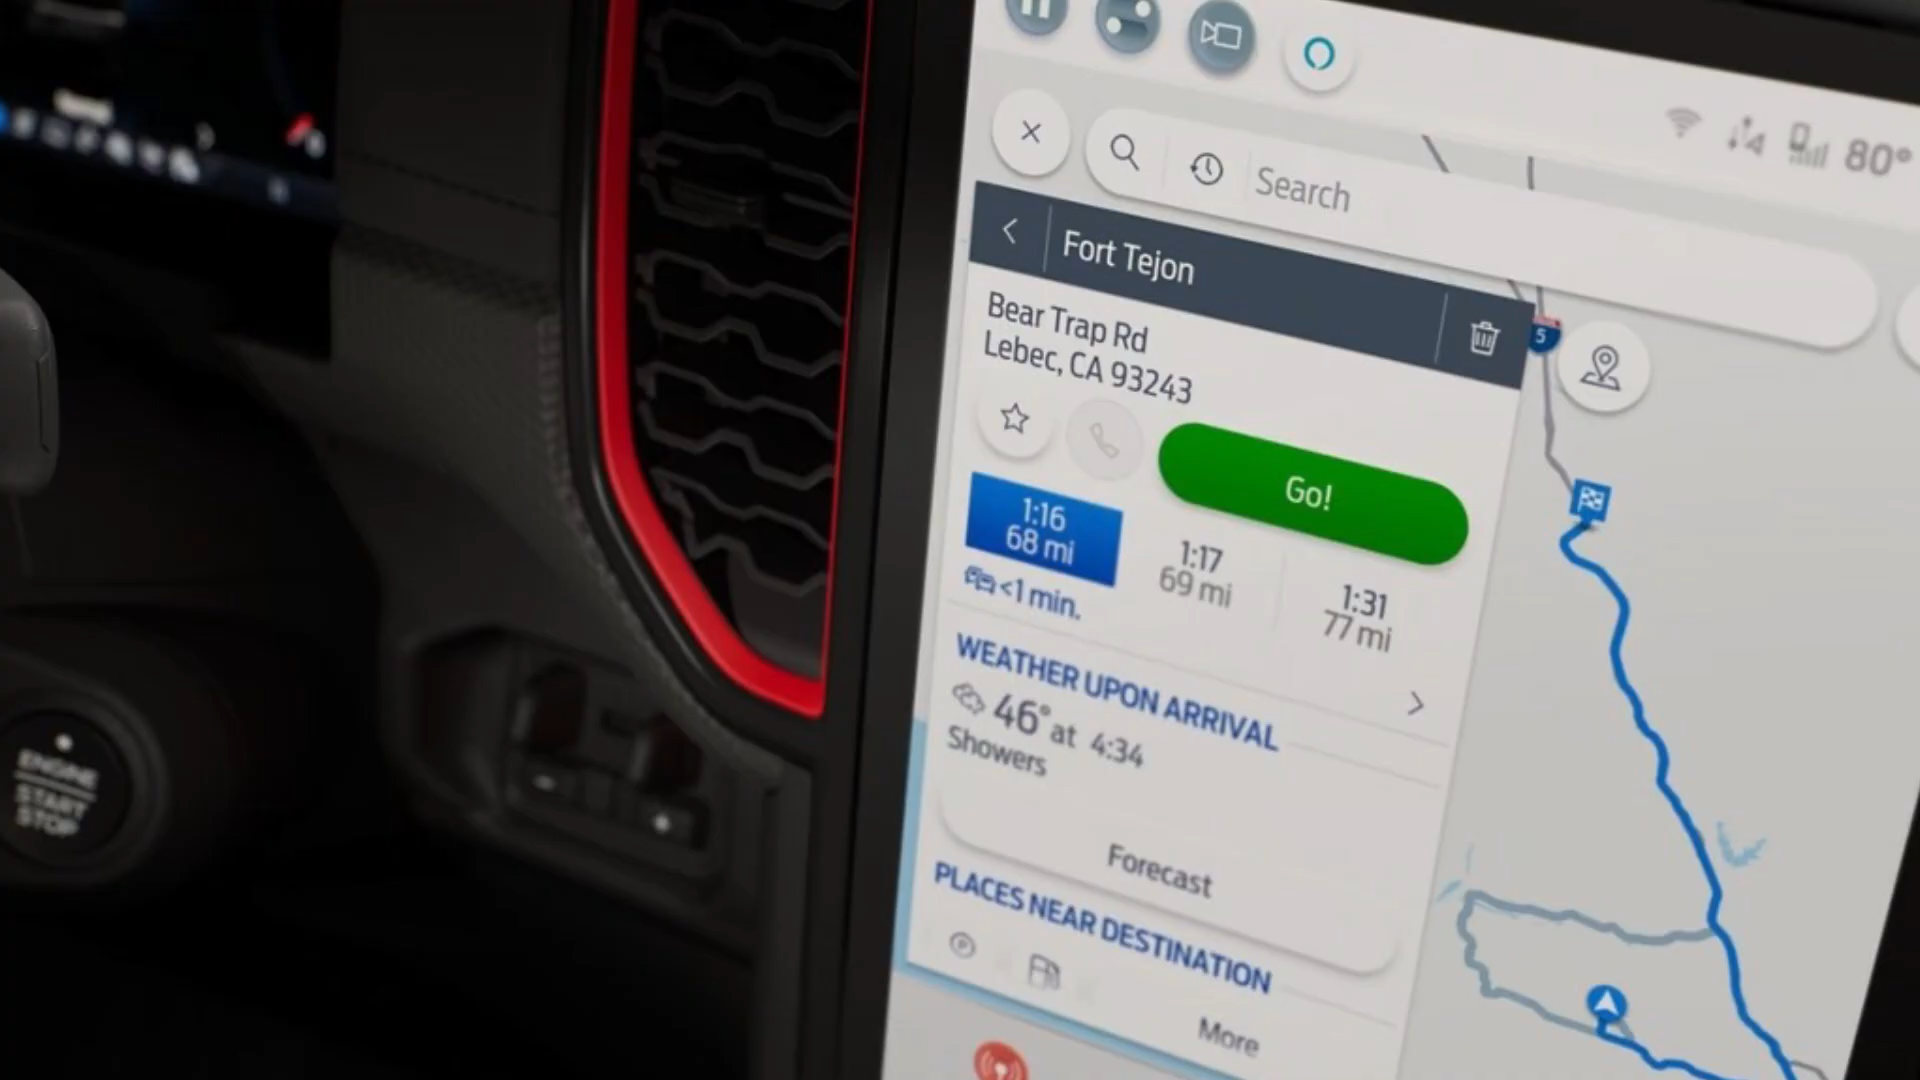 80°
Search
Fort Tejon
5
Bear Trap Rd
Lebec, CA 93243
Go!
1:16
68 mi
<1 min.
1:17
69 mi
1:31
77 mi
WEATHER UPON ARRIVAL
46° at 4:34
Showers
Forecast
PLACES NEAR DESTINATION
P
More
ENGINE
START
STOP